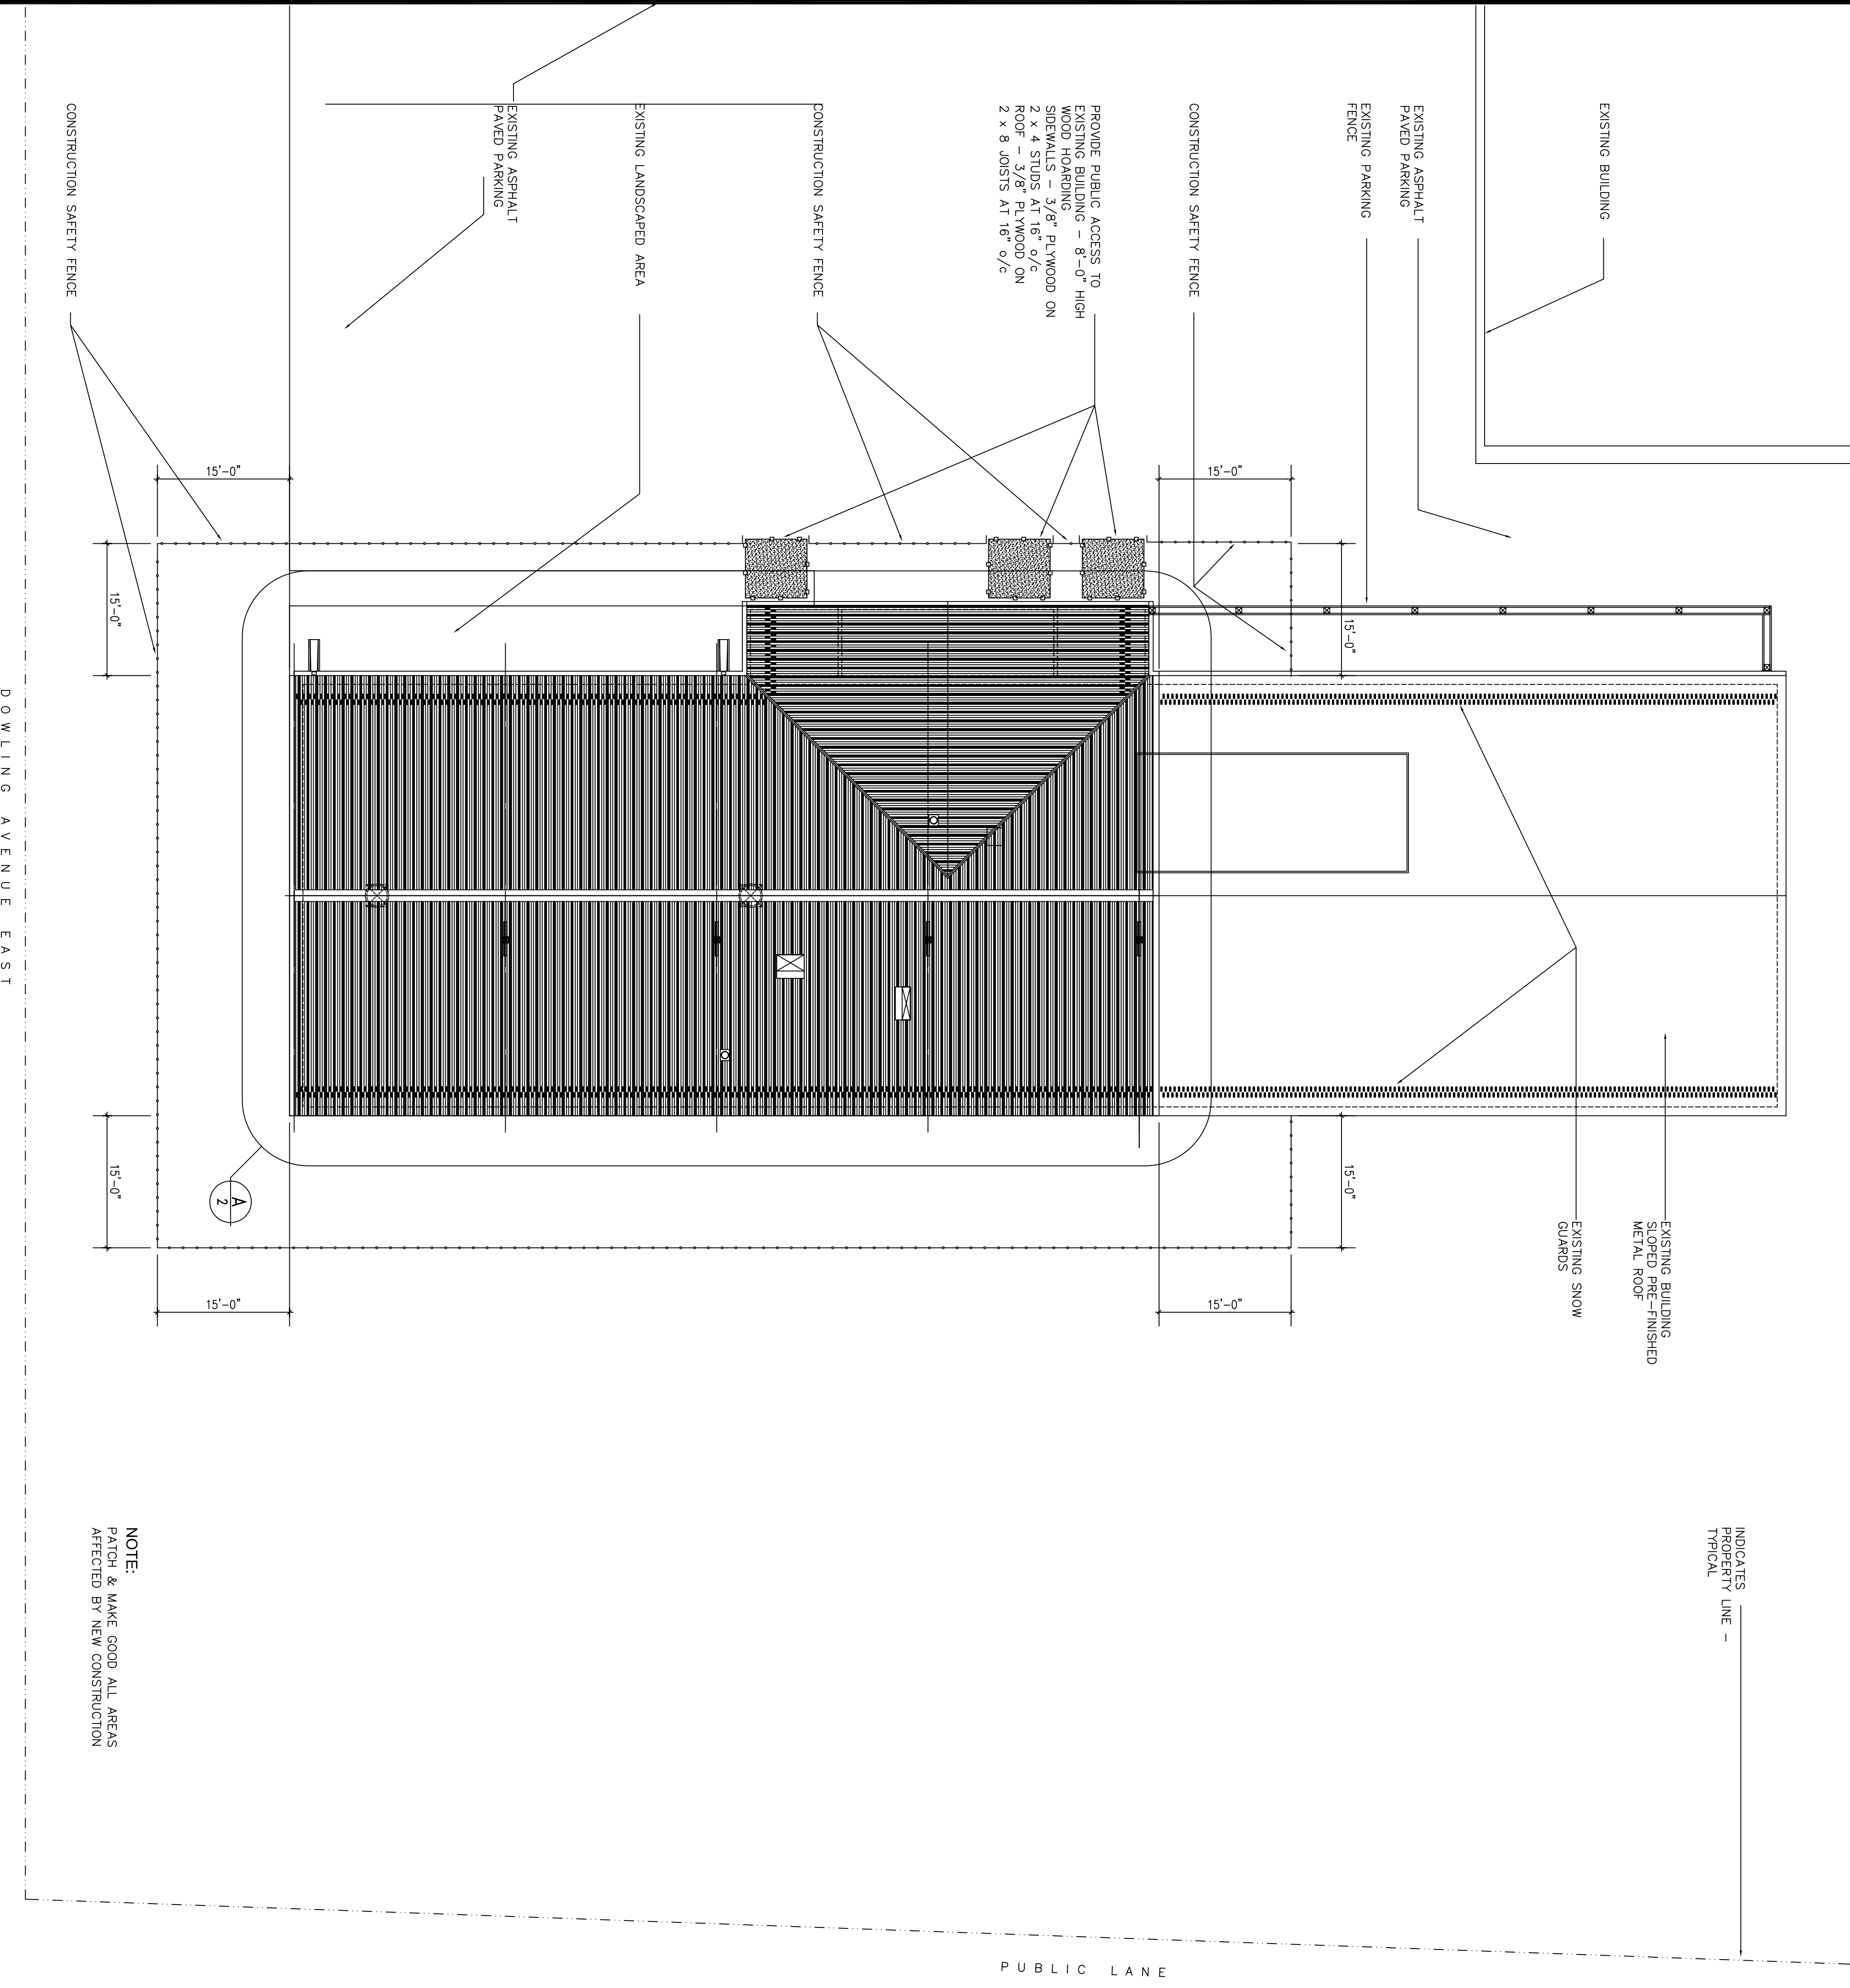 EXISTING BUILDING
EXISTING ASPHALT
PAVED PARKING
EXISTING PARKING
FENCE
CONSTRUCTION SAFETY FENCE
PROVIDE PUBLIC ACCESS TO
EXISTING BUILDING – 8'–0" HIGH
WOOD HOARDING
SIDEWALLS – 3/8" PLYWOOD ON
2 x 4 STUDS AT 16" o/c
ROOF – 3/8" PLYWOOD ON
2 x 8 JOISTS AT 16" o/c
CONSTRUCTION SAFETY FENCE
EXISTING LANDSCAPED AREA
EXISTING ASPHALT
PAVED PARKING
CONSTRUCTION SAFETY FENCE
15'–0"
15'–0"
15'–0"
15'–0"
15'–0"
15'–0"
15'–0"
15'–0"
A
2
EXISTING BUILDING
SLOPED PRE–FINISHED
METAL ROOF
EXISTING SNOW
GUARDS
INDICATES
PROPERTY LINE –
TYPICAL
NOTE:
PATCH & MAKE GOOD ALL AREAS
AFFECTED BY NEW CONSTRUCTION
DOWLING AVENUE EAST
PUBLIC LANE